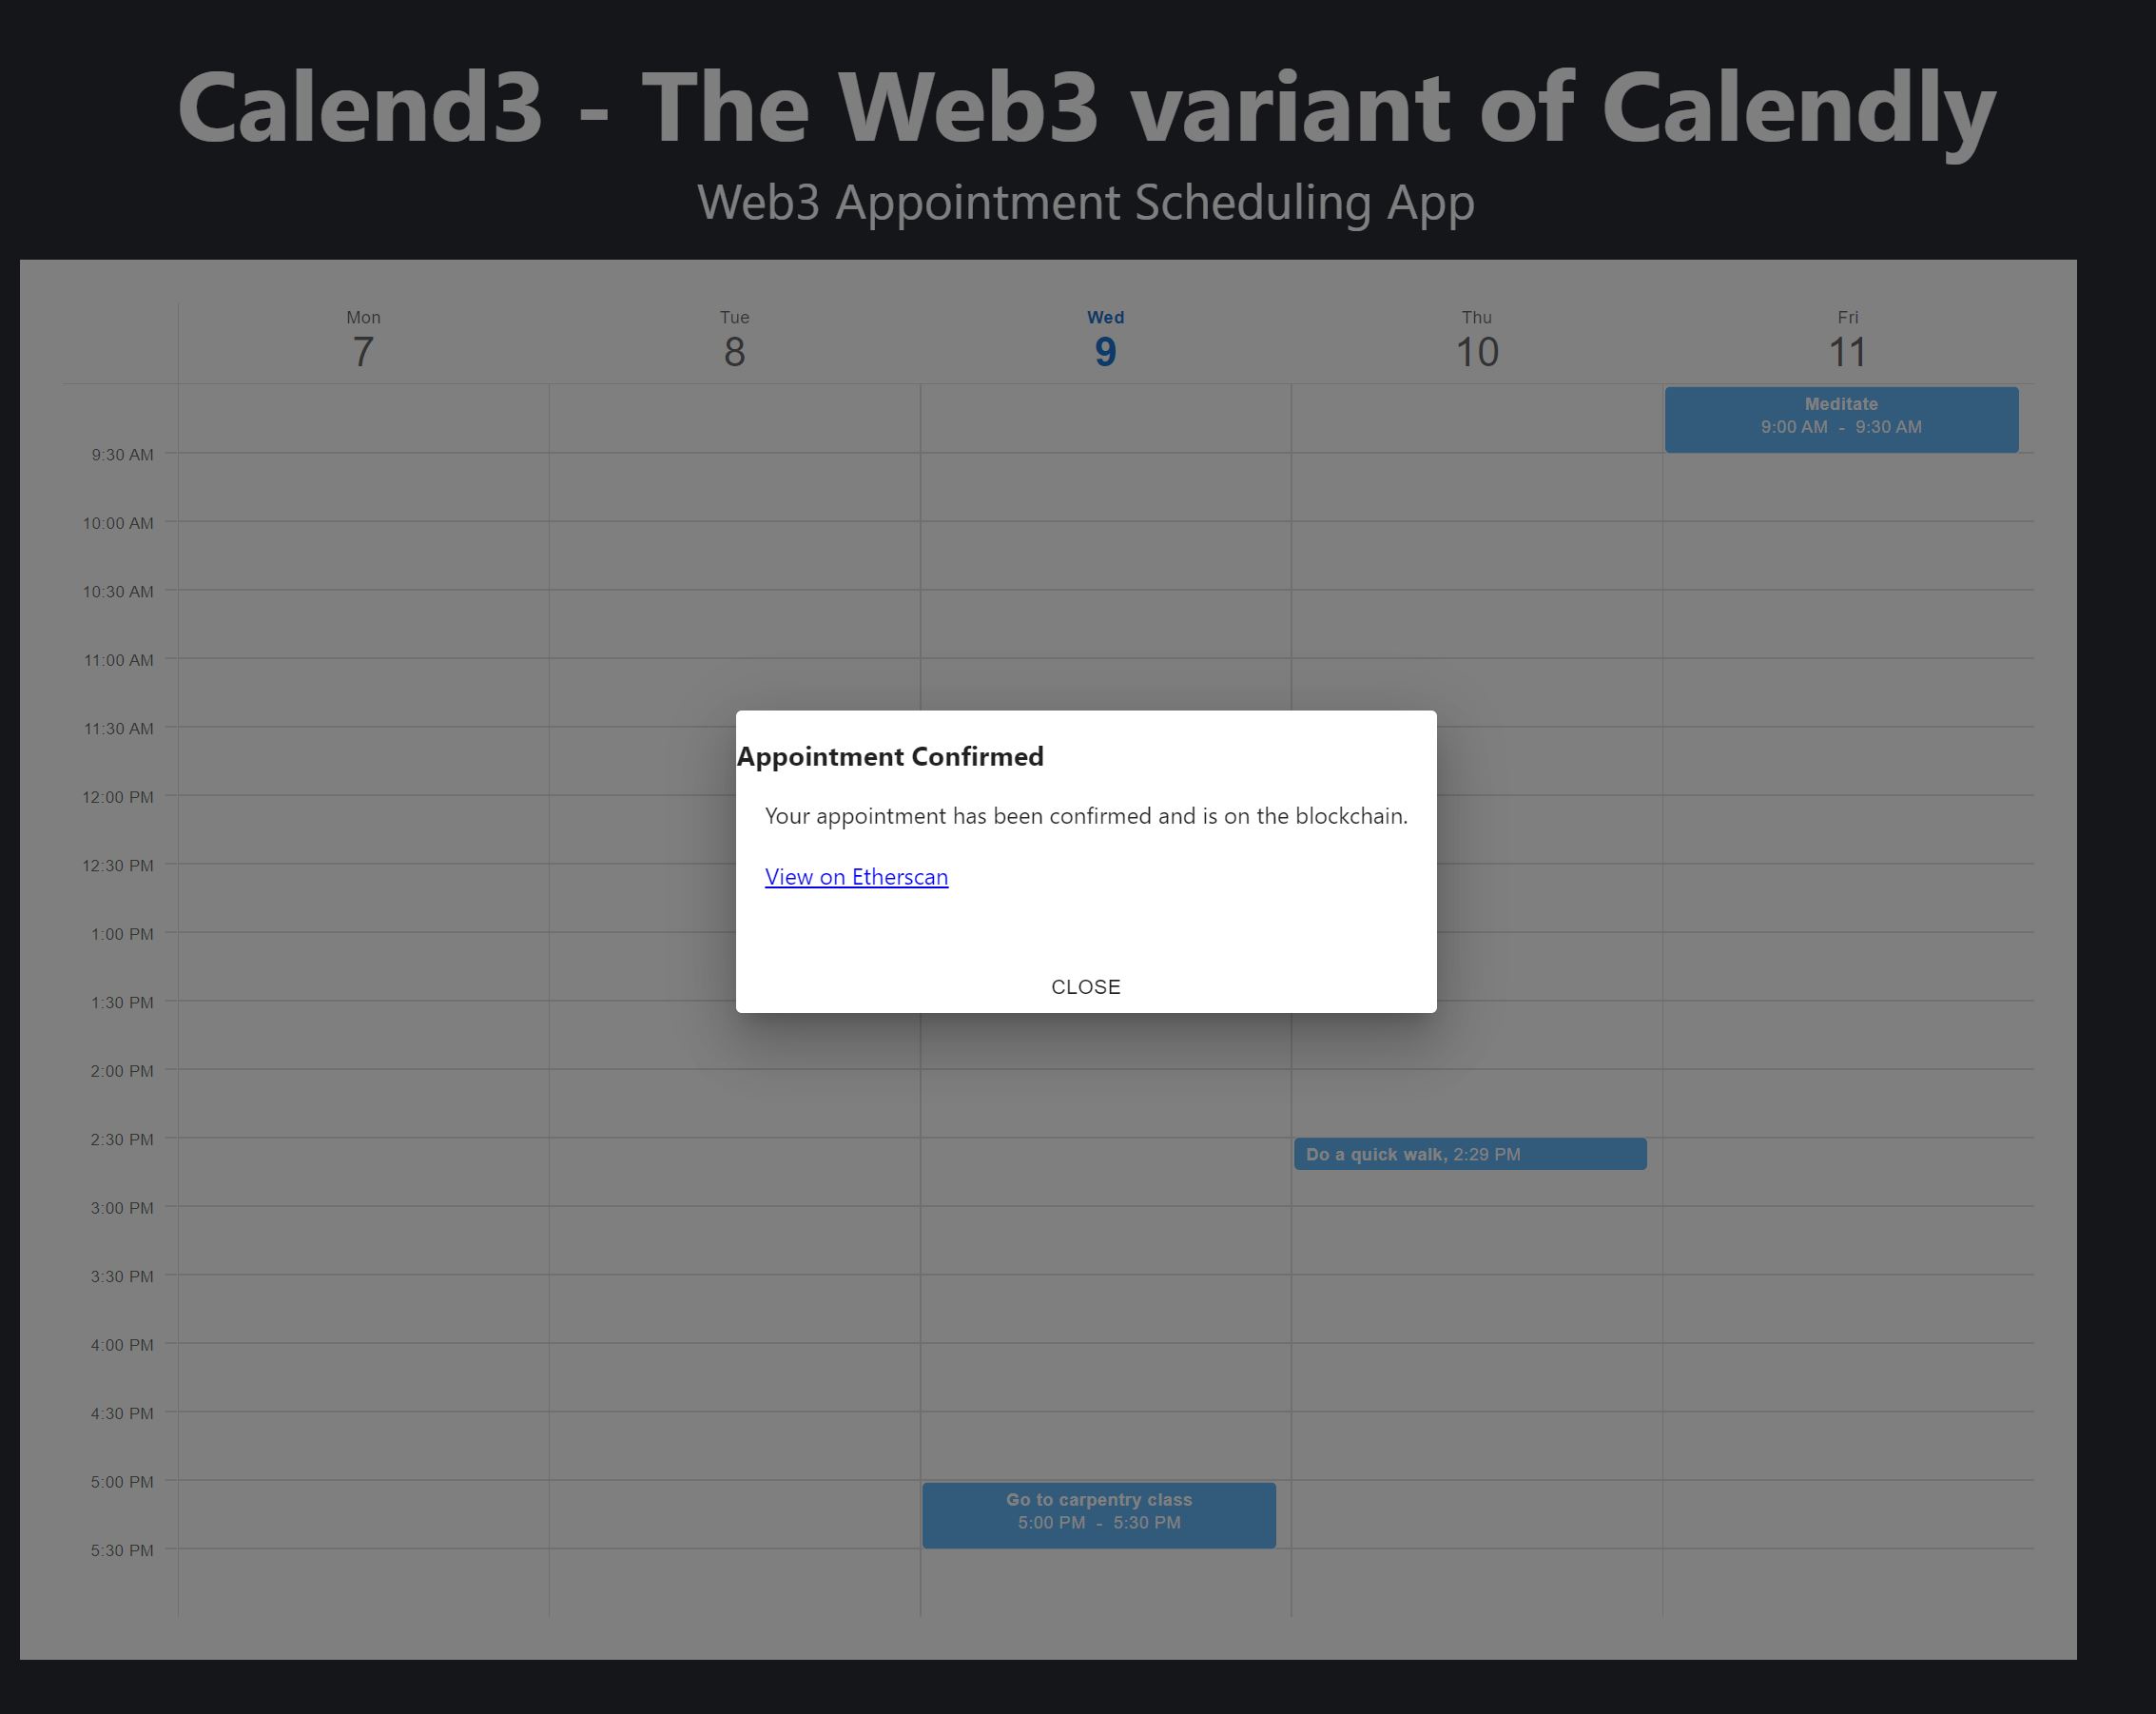 Calend3 - The Web3 variant of Calendly
Web3 Appointment Scheduling App
Mon
7
Tue
8
Wed
9
Thu
10
Fri
11
Meditate
9:00 AM - 9:30 AM
9:30 AM
10:00 AM
10:30 AM
11:00 AM
11:30 AM
12:00 PM
12:30 PM
1:00 PM
1:30 PM
2:00 PM
2:30 PM
3:00 PM
3:30 PM
4:00 PM
4:30 PM
5:00 PM
5:30 PM
Appointment Confirmed
Your appointment has been confirmed and is on the blockchain.
View on Etherscan
CLOSE
Do a quick walk, 2:29 PM
Go to carpentry class
5:00 PM - 5:30 PM